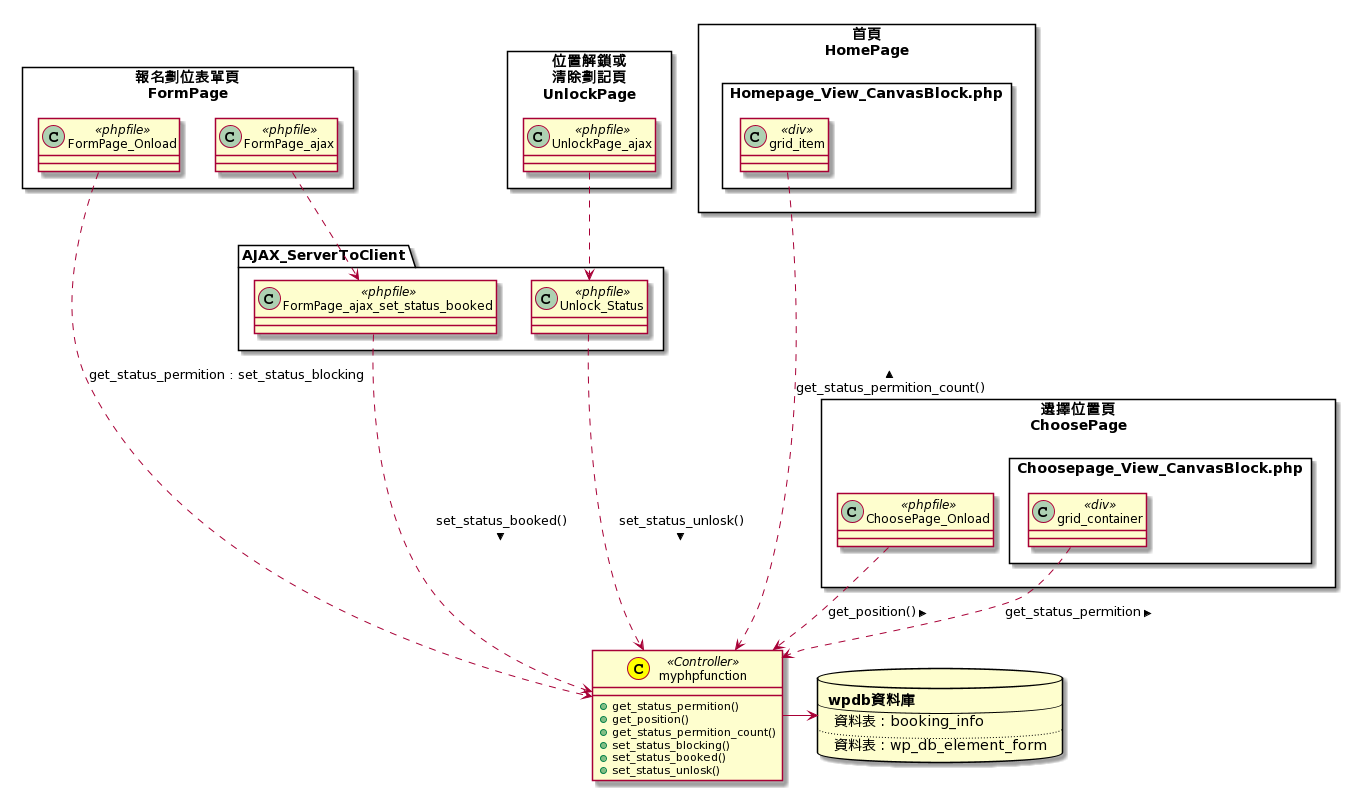 首頁
HomePage
Homepage_View_CanvasBlock.php
C
«div»
grid_item
位置解鎖或
清除劃記頁
UnlockPage
C
«phpfile»
UnlockPage_ajax
報名劃位表單頁
FormPage
C
«phpfile»
FormPage_Onload
C
«phpfile»
FormPage_ajax
AJAX_ServerToClient
C
«phpfile»
FormPage_ajax_set_status_booked
C
«phpfile»
Unlock_Status
get_status_permition : set_status_blocking
get_status_permition_count()
選擇位置頁
ChoosePage
C
«phpfile»
ChoosePage_Onload
Choosepage_View_CanvasBlock.php
C
«div»
grid_container
set_status_booked()
set_status_unlosk()
get_position()
get_status_permition
C
«Controller»
myphpfunction
get_status_permition()
get_position()
get_status_permition_count()
set_status_blocking()
set_status_booked()
set_status_unlosk()
wpdb資料庫
資料表 : booking_info
資料表 : wp_db_element_form